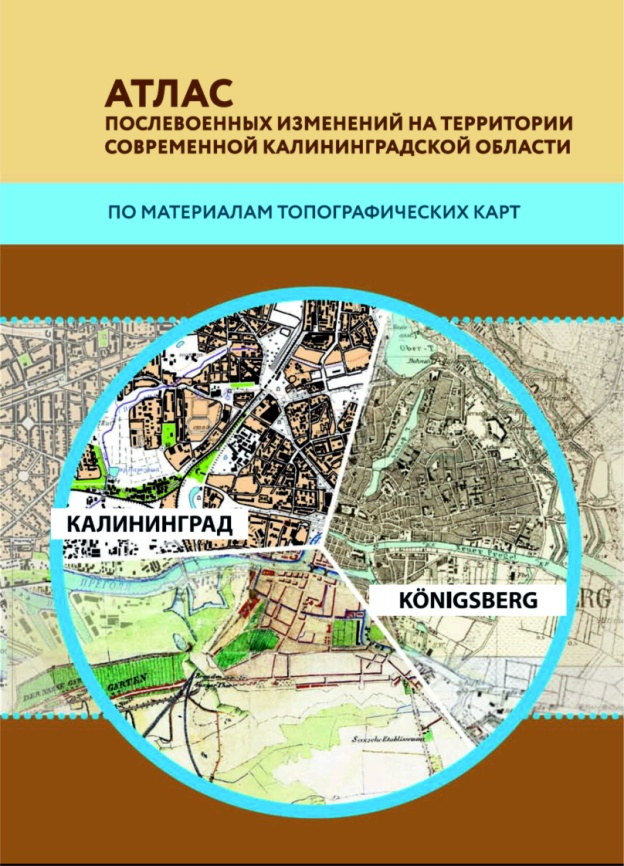 АТЛАС
ПОСЛЕВОЕННЫХ ИЗМЕНЕНИЙ НА ТЕРРИТОРИИ
СОВРЕМЕННОЙ КАЛИНИНГРАДСКОЙ ОБЛАСТИ
ПО МАТЕРИАЛАМ ТОПОГРАФИЧЕСКИХ КАРТ
КАЛИНИНГРАД
KÖNIGSBERG